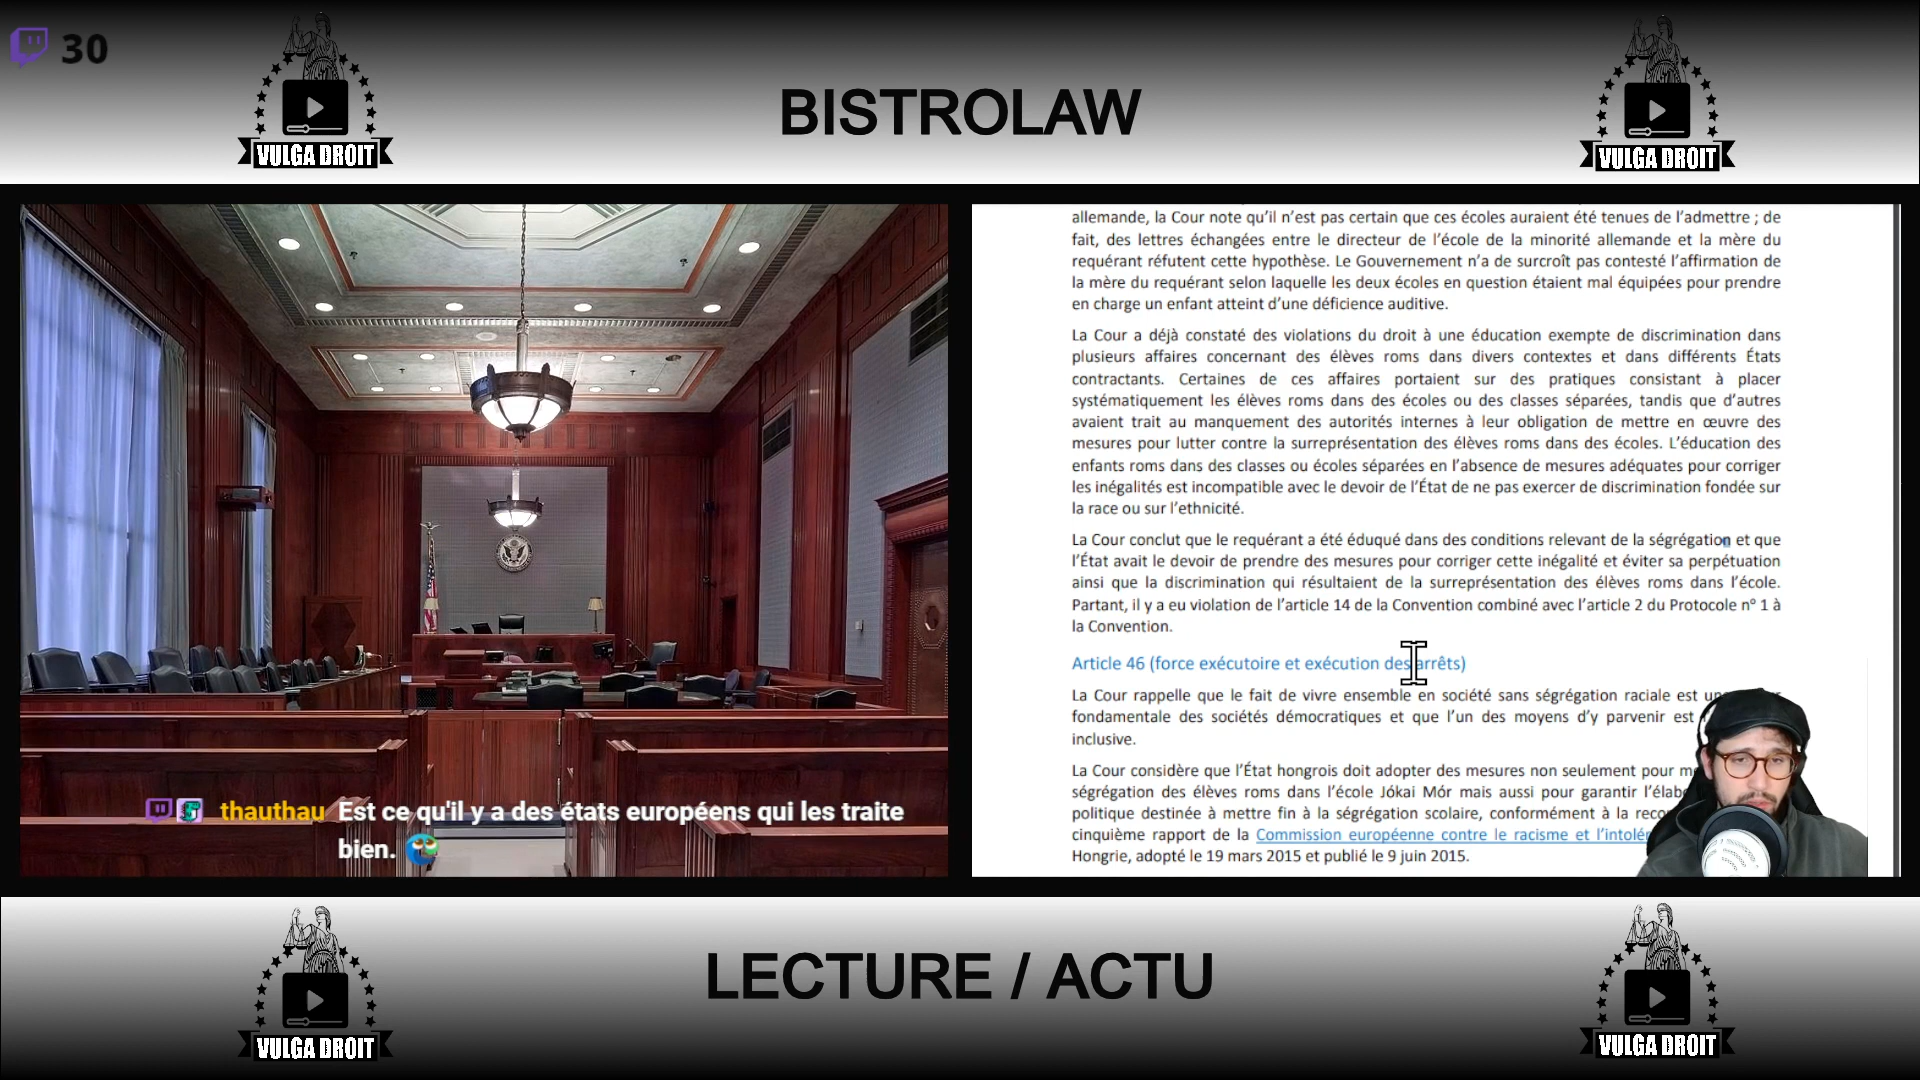 30
BISTROLAW
VULGA DROIT
VULGA DROIT
allemande, la Cour note qu'il n'est pas certain que ces écoles auraient été tenues de l'admettre ; de
fait, des lettres échangées entre le directeur de l'école de la minorité allemande et la mère du
requérant réfutent cette hypothèse. Le Gouvernement n'a de surcroît pas contesté l'affirmation de
la mère du requérant selon laquelle les deux écoles en question étaient mal équipées pour prendre
en charge un enfant atteint d'une déficience auditive.
La Cour a déjà constaté des violations du droit à une éducation exempte de discrimination dans
plusieurs affaires concernant des élèves roms dans divers contextes et dans différents États
contractants. Certaines de ces affaires portaient sur des pratiques consistant à placer
systématiquement les élèves roms dans des écoles ou des classes séparées, tandis que d'autres
avaient trait au manquement des autorités internes à leur obligation de mettre en œuvre des
mesures pour lutter contre la surreprésentation des élèves roms dans des écoles. L'éducation des
enfants roms dans des classes ou écoles séparées en l'absence de mesures adéquates pour corriger
les inégalités est incompatible avec le devoir de l'État de ne pas exercer de discrimination fondée sur
la race ou sur l'ethnicité.
La Cour conclut que le requérant a été éduqué dans des conditions relevant de la ségrégation et que
l'État avait le devoir de prendre des mesures pour corriger cette inégalité et éviter sa perpétuation
ainsi que la discrimination qui résultaient de la surreprésentation des élèves roms dans l'école.
Partant, il y a eu violation de l'article 14 de la Convention combiné avec l'article 2 du Protocole n° 1 à
la Convention.
Article 46 (force exécutoire et exécution des arrêts)
La Cour rappelle que le fait de vivre ensemble en société sans ségrégation raciale est
fondamentale des sociétés démocratiques et que l'un des moyens d'y parvenir est
inclusive.
La Cour considère que l'État hongrois doit adopter des mesures non seulement pour
ségrégation des élèves roms dans l'école Jókai Mór mais aussi pour garantir
politique destinée à mettre fin à la ségrégation scolaire, conformément à la
cinquième rapport de la Commission européenne contre le racisme et
Hongrie, adopté le 19 mars 2015 et publié le 9 juin 2015.
thauthau Est ce qu'il y a des états européens qui les traite
bien.
LECTURE / ACTU
VULGA DROIT
VULGA DROIT